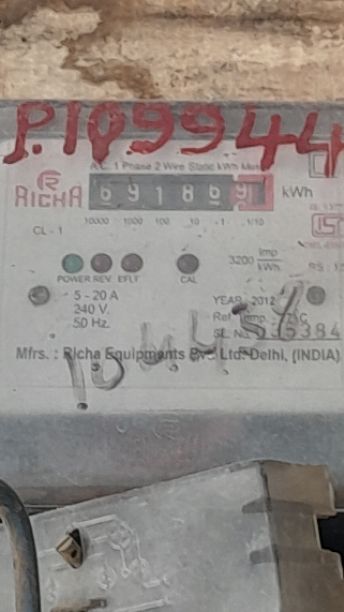 P.109944
A.C. 1 Phase 2 Wire Static kWh Meter
RICHA
69186 9 kWh
CL - 1
10000 1000 100 10 1 1/10
3200 Imp/kWh
POWER REV EFLT CAL
5 - 20 A
240 V.
50 Hz.
YEAR : 2012
Mfrs. : Richa Equipments Pvt. Ltd. Delhi, (INDIA)